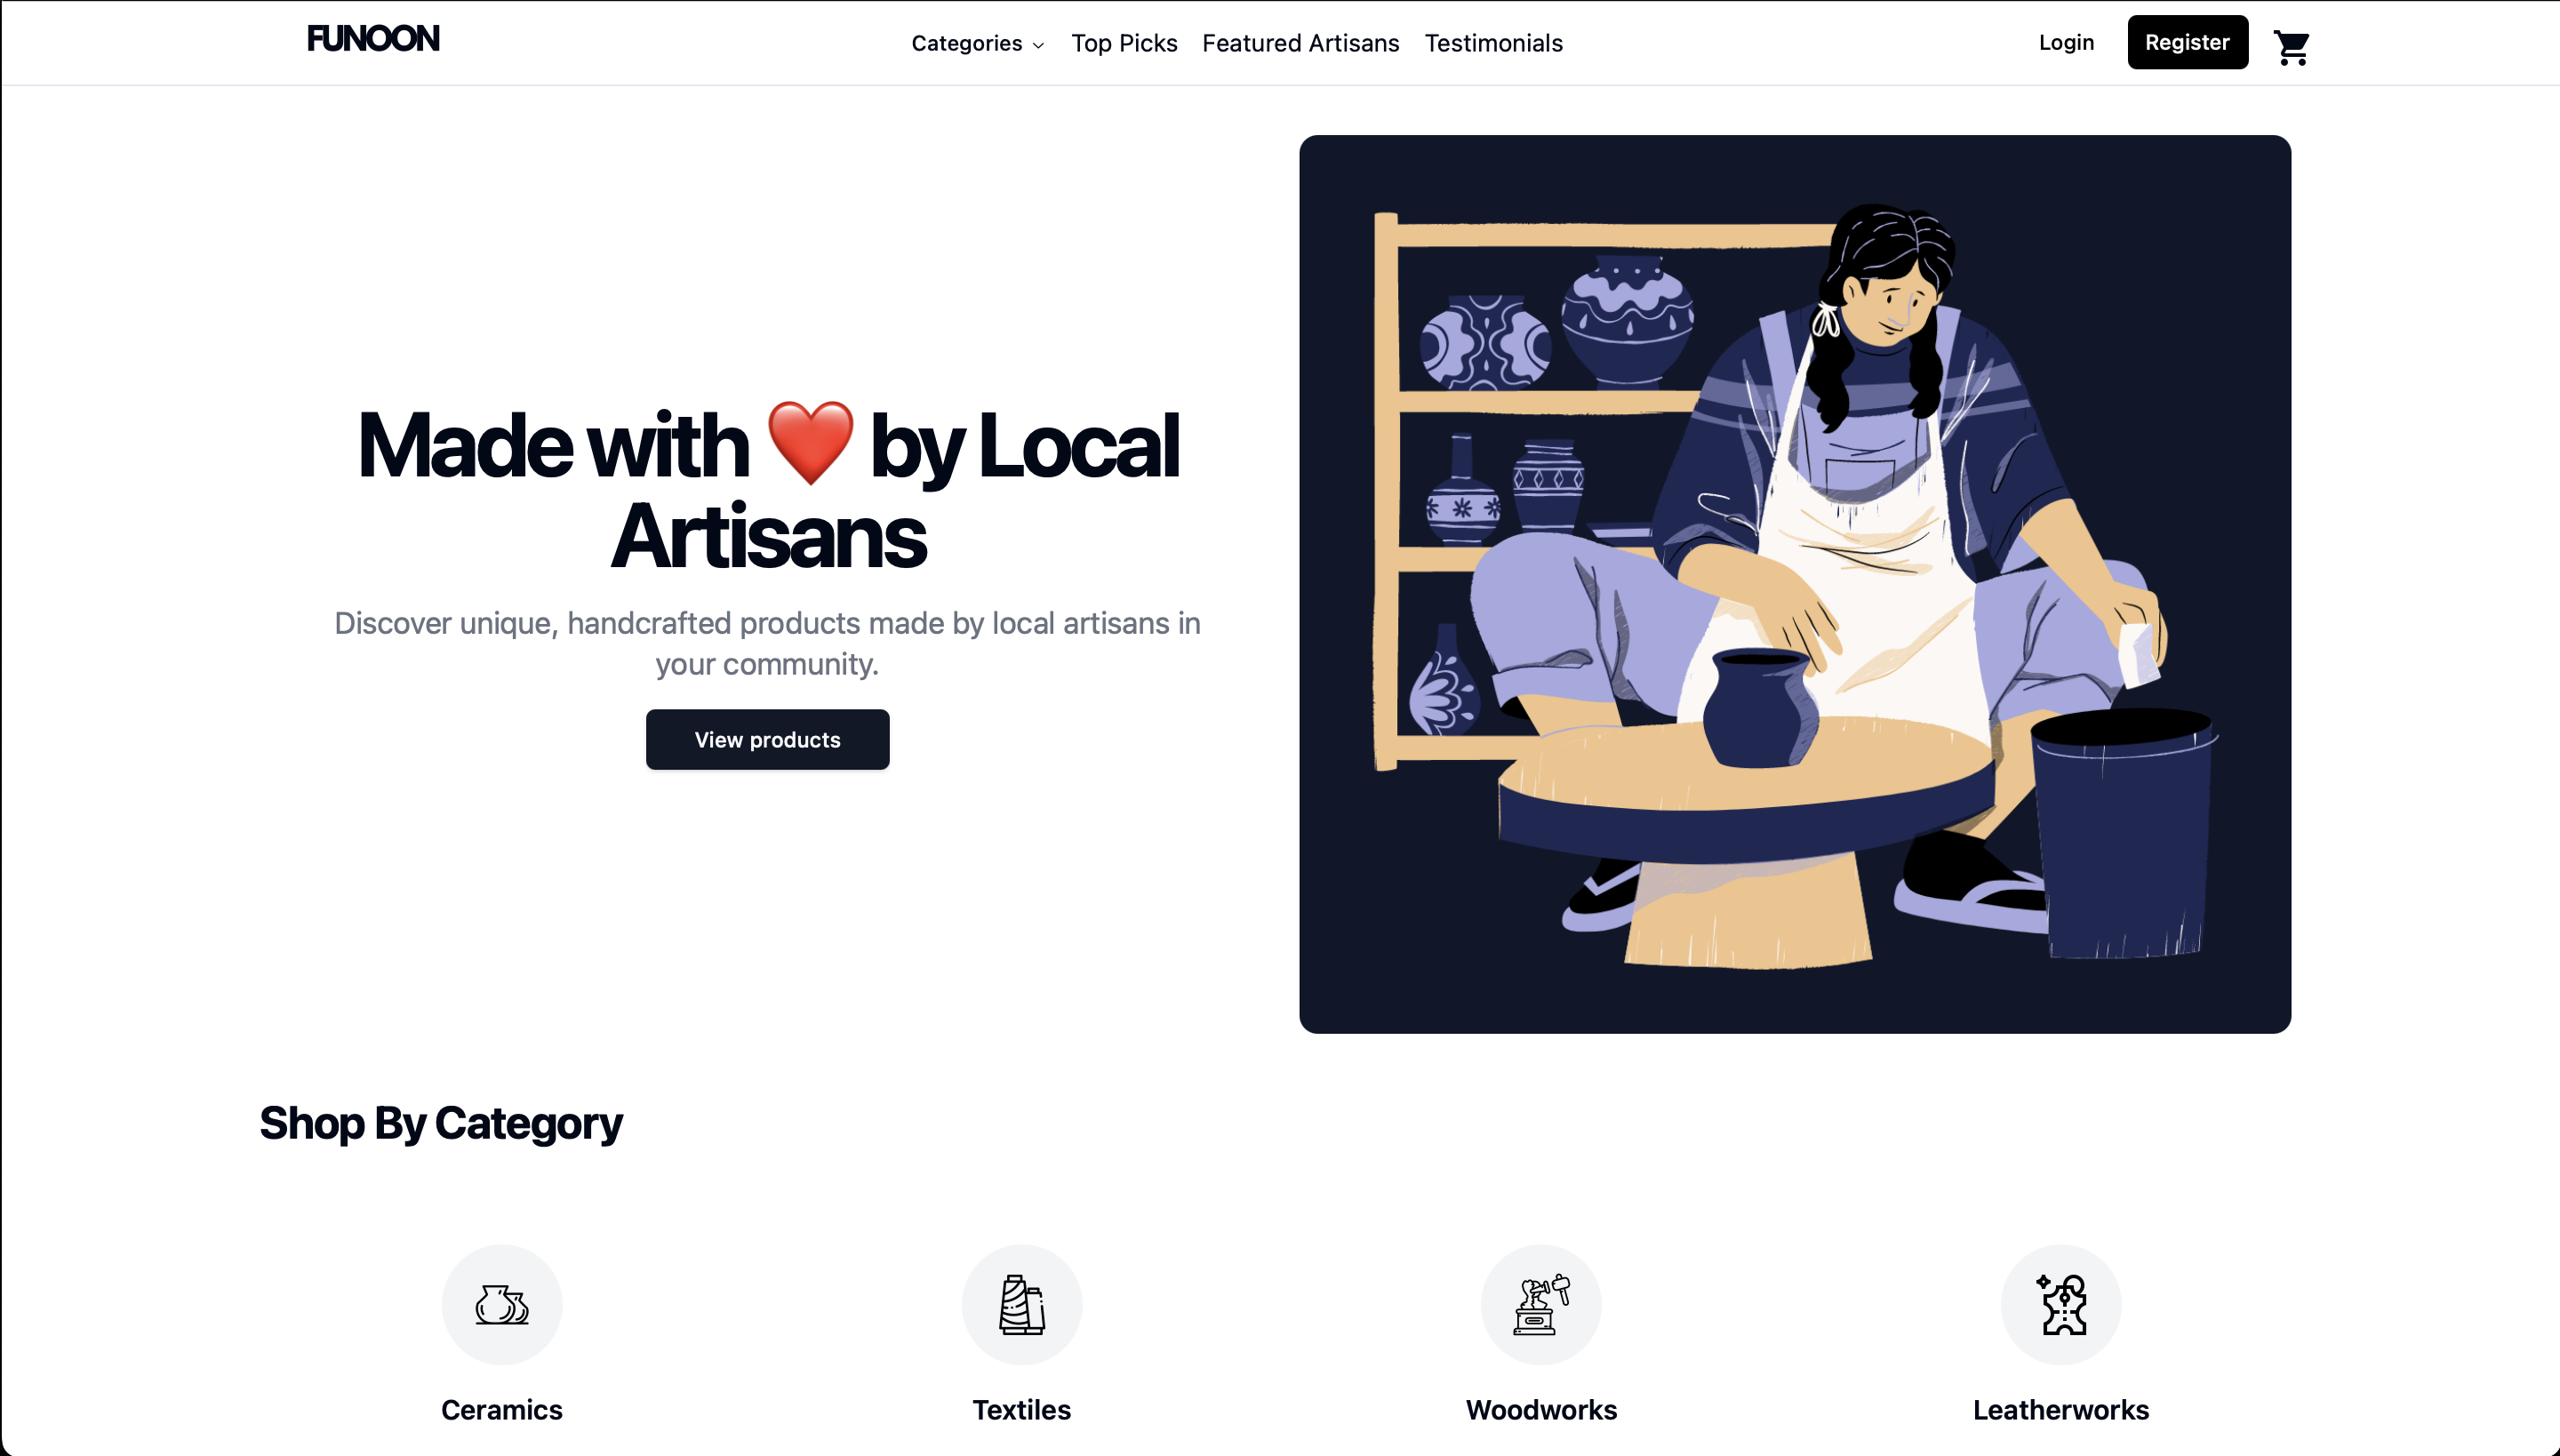 FUNOON
Categories
Top Picks
Featured Artisans
Testimonials
Login
Register
Made with ❤️ by Local
Artisans
Discover unique, handcrafted products made by local artisans in
your community.
View products
Shop By Category
Ceramics
Textiles
Woodworks
Leatherworks